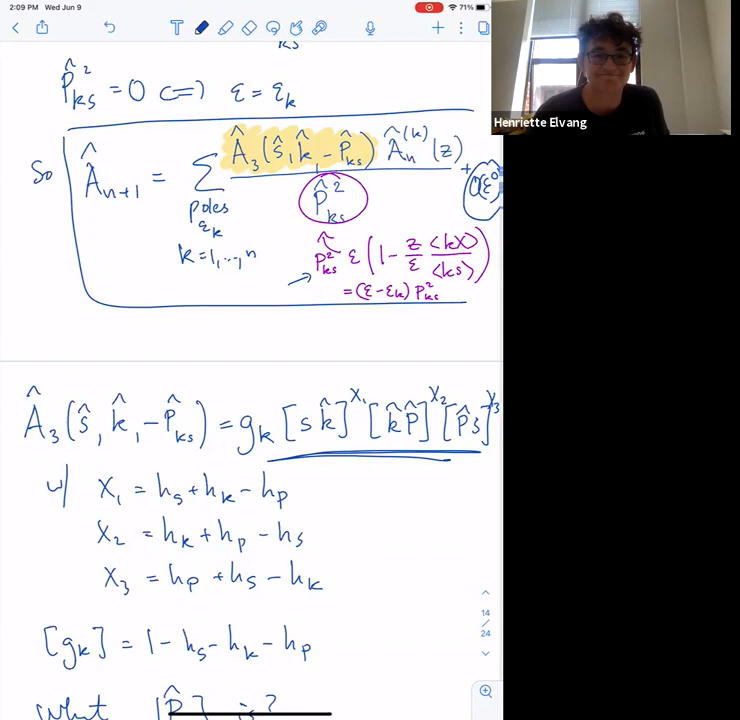 2:09 PM Wed Jun 9
71%
P̂²_ks = 0 <=> ε = ε_k
So Â_{n+1} = Σ_{poles ε_k, k=1,..,n} Â_3(ŝ, k̂, -P̂_ks) Â_n^{(k)}(z) / P̂²_ks + O(ε⁰)
P²_ks ε (1 - z/ε <kX>/<ks>)
= (ε - ε_k) P²_ks
Â_3(ŝ, k̂, -P̂_ks) = g_k [s k̂]^{X_1} [k̂ P̂]^{X_2} [P̂ s]^{X_3}
w/ X_1 = h_s + h_k - h_P
X_2 = h_k + h_P - h_s
X_3 = h_P + h_s - h_k
[g_k] = 1 - h_s - h_k - h_P
What |P̂] is?
14
/
24
Henriette Elvang